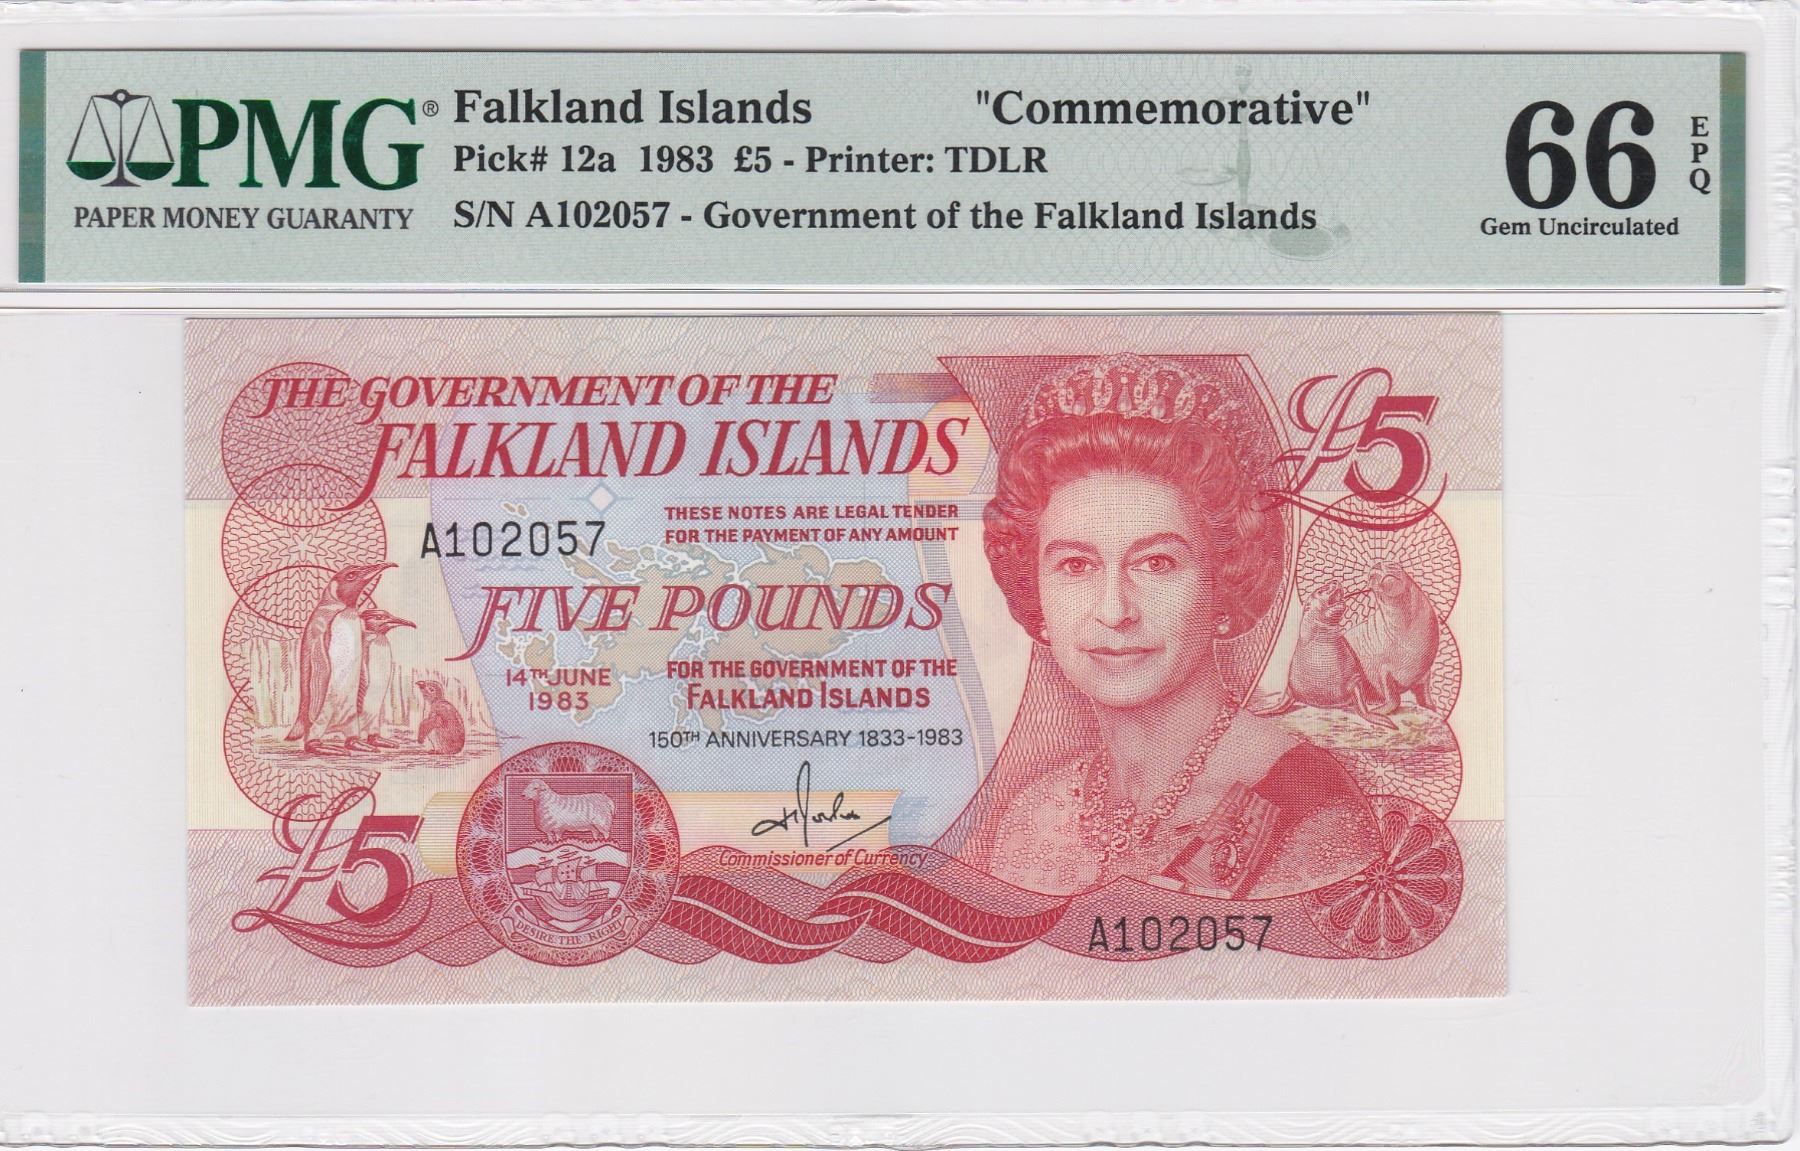 PMG®
PAPER MONEY GUARANTY
Falkland Islands "Commemorative"
Pick# 12a 1983 £5 - Printer: TDLR
S/N A102057 - Government of the Falkland Islands
66
EPQ
Gem Uncirculated
THE GOVERNMENT OF THE
FALKLAND ISLANDS
£5
THESE NOTES ARE LEGAL TENDER
FOR THE PAYMENT OF ANY AMOUNT
A102057
FIVE POUNDS
14TH JUNE
1983
FOR THE GOVERNMENT OF THE
FALKLAND ISLANDS
150TH ANNIVERSARY 1833-1983
£5
Commissioner of Currency
DESIRE THE RIGHT
A102057